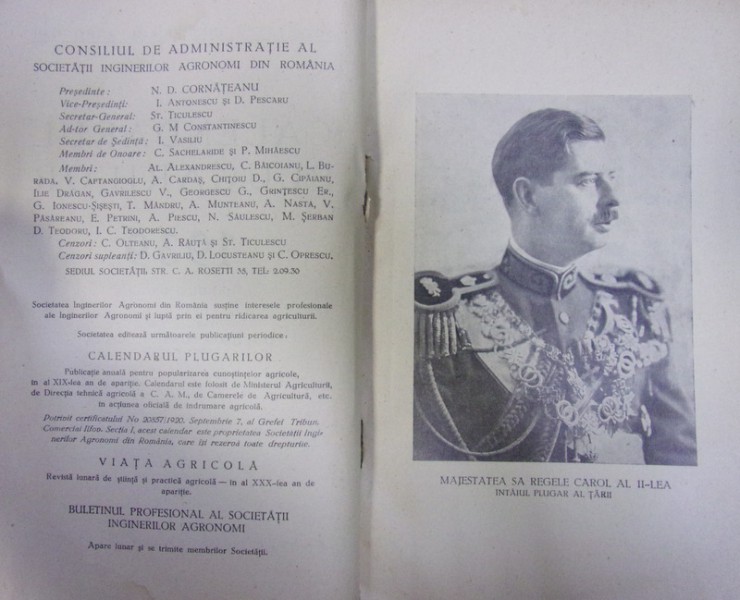 CONSILIUL DE ADMINISTRAȚIE AL
SOCIETĂȚII INGINERILOR AGRONOMI DIN ROMÂNIA
Președinte: N. D. CORNĂȚEANU
Vice-Președinți: I. ANTONESCU ȘI D. PESCARU
Secretar-General: ST. TICULESCU
Ad-tor General: G. M CONSTANTINESCU
Secretar de Ședință: I. VASILIU
Membri de Onoare: C. SACHELARIDE ȘI P. MIHĂESCU
Membri: AL. ALEXANDRESCU, C. BĂICOIANU, L. BU-
RADĂ, V. CAFTANGIOGLU, A. CARDAȘ, CHIȚOIU D., G. CIPĂIANU,
ILIE DRĂGAN, GAVRILESCU V., GEORGESCU G., GRINȚESCU ER.,
G. IONESCU-ȘIȘEȘTI, T. MÂNDRU, A. MUNTEANU, A. NASTA, V.
PĂSĂREANU, E. PETRINI, A. PIESCU, N. SĂULESCU, M. ȘERBAN
D. TEODORU, I. C. TEODORESCU.
Cenzori: C. OLTEANU, A. RĂUȚĂ ȘI ST. TICULESCU
Cenzori supleanți: D. GAVRILIU, D. LOCUSTEANU ȘI C. OPRESCU,
SEDIUL SOCIETĂȚII, STR. C. A. ROSETTI 35, TEL: 2.09.30
Societatea Inginerilor Agronomi din România susține interesele profesionale
ale Inginerilor Agronomi și luptă prin ei pentru ridicarea agriculturii.
Societatea editează următoarele publicațiuni periodice:
CALENDARUL PLUGARILOR
Publicație anuală pentru popularizarea cunoștințelor agricole,
în al XIX-lea an de apariție. Calendarul este folosit de Ministerul Agriculturii,
de Direcția tehnică agricolă a C. A. M., de Camerele de Agricultură, etc.
în acțiunea oficială de îndrumare agricolă.
Potrivit certificatului No 20857/1920. Septembrie 7, al Grefei Tribun.
Comercial Ilfov. Secția I, acest calendar este proprietatea Societății Ingi-
nerilor Agronomi din România, care își rezervă toate drepturile.
VIAȚA AGRICOLĂ
Revistă lunară de știință și practică agricolă — în al XXX-lea an de
apariție.
BULETINUL PROFESIONAL AL SOCIETĂȚII
INGINERILOR AGRONOMI
Apare lunar și se trimite membrilor Societății.
MAJESTATEA SA REGELE CAROL AL II-LEA
INTÂIUL PLUGAR AL ȚĂRII